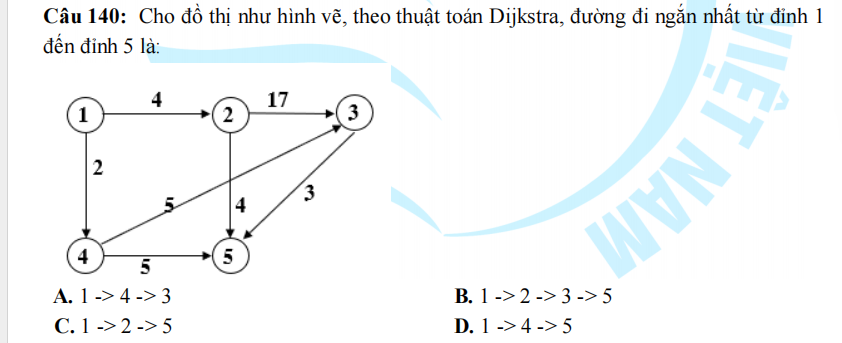 Câu 140: Cho đồ thị như hình vẽ, theo thuật toán Dijkstra, đường đi ngắn nhất từ đỉnh 1
đến đỉnh 5 là:
4
17
1
2
3
2
5
4
3
4
5
5
A. 1 -> 4 -> 3
B. 1 -> 2 -> 3 -> 5
C. 1 -> 2 -> 5
D. 1 -> 4 -> 5
VIỆT NAM